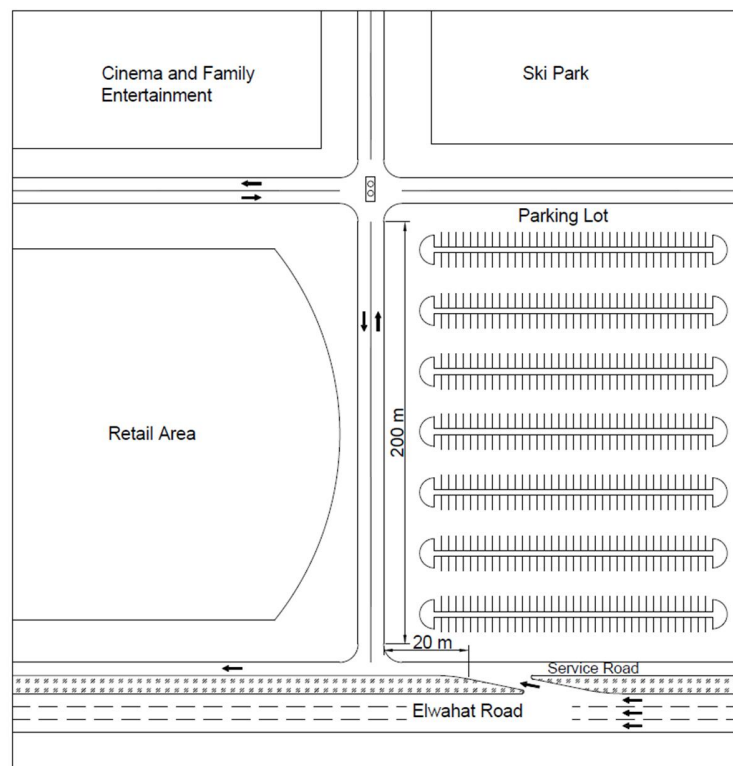 Cinema and Family
Entertainment
Ski Park
Parking Lot
Retail Area
200 m
20 m
Service Road
Elwahat Road